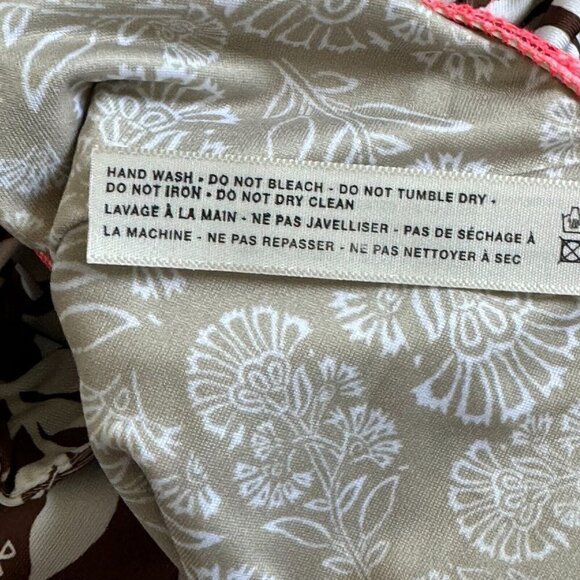 HAND WASH • DO NOT BLEACH - DO NOT TUMBLE DRY •
DO NOT IRON • DO NOT DRY CLEAN
LAVAGE À LA MAIN - NE PAS JAVELLISER - PAS DE SÉCHAGE À
LA MACHINE - NE PAS REPASSER - NE PAS NETTOYER À SEC